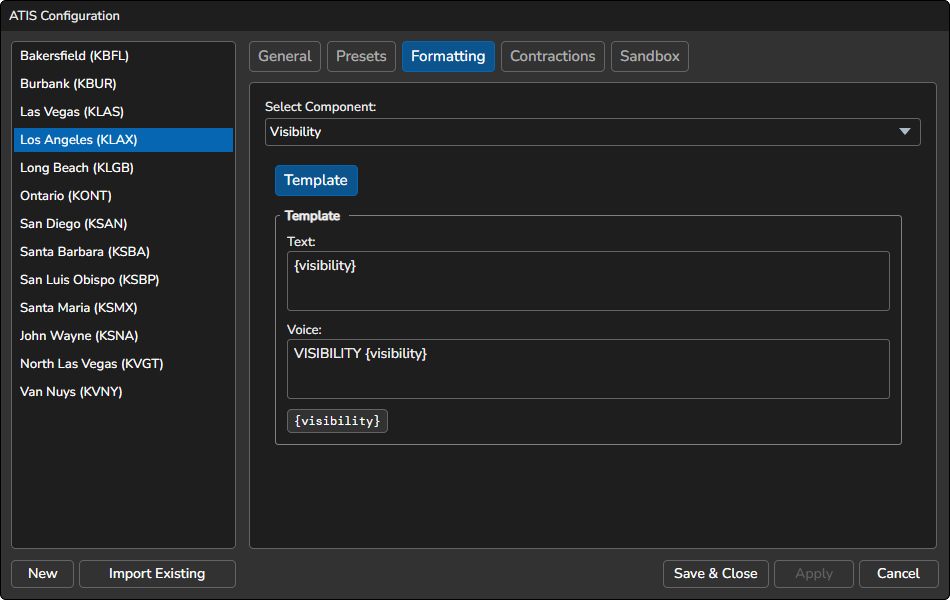 ATIS Configuration
Bakersfield (KBFL)
Burbank (KBUR)
Las Vegas (KLAS)
Los Angeles (KLAX)
Long Beach (KLGB)
Ontario (KONT)
San Diego (KSAN)
Santa Barbara (KSBA)
San Luis Obispo (KSBP)
Santa Maria (KSMX)
John Wayne (KSNA)
North Las Vegas (KVGT)
Van Nuys (KVNY)
General Presets Formatting Contractions Sandbox
Select Component:
Visibility
Template
Template
Text:
{visibility}
Voice:
VISIBILITY {visibility}
{visibility}
New Import Existing Save & Close Apply Cancel